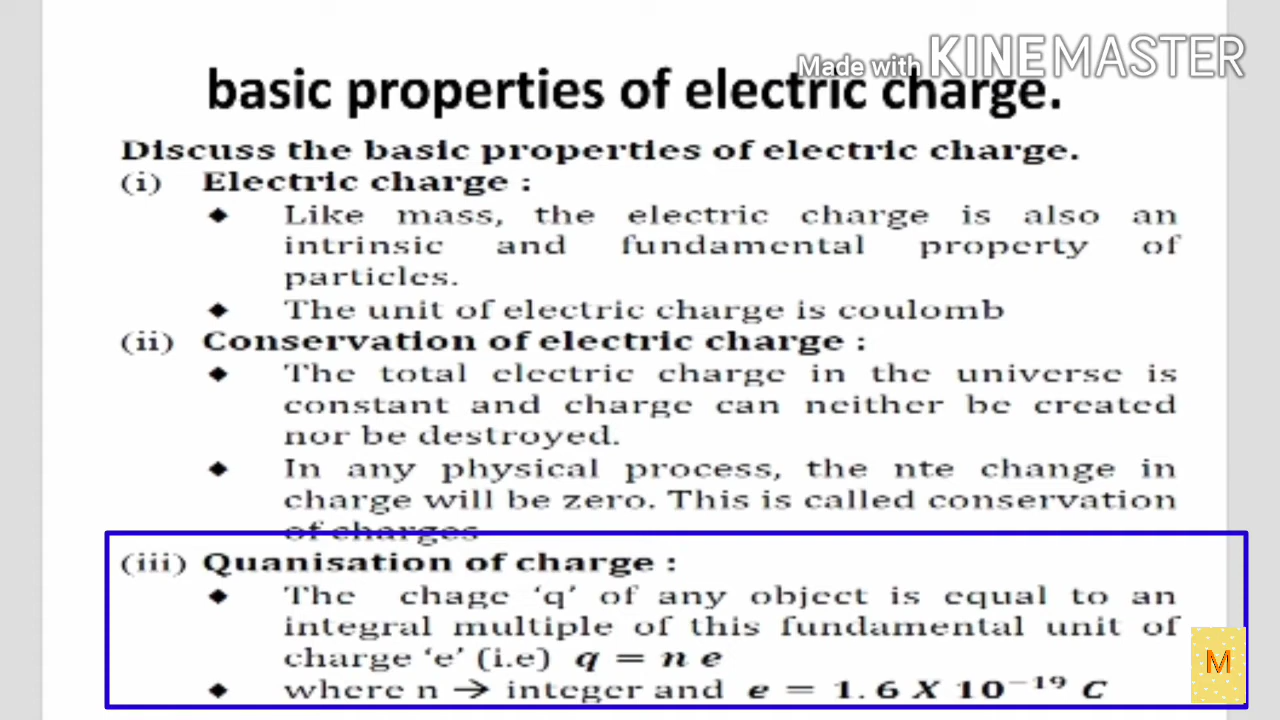 Made with KINEMASTER
basic properties of electric charge.
Discuss the basic properties of electric charge.
(i) Electric charge :
◆ Like mass, the electric charge is also an
intrinsic and fundamental property of
particles.
◆ The unit of electric charge is coulomb
(ii) Conservation of electric charge :
◆ The total electric charge in the universe is
constant and charge can neither be created
nor be destroyed.
◆ In any physical process, the nte change in
charge will be zero. This is called conservation
of charges
(iii) Quanisation of charge :
◆ The chage ‘q’ of any object is equal to an
integral multiple of this fundamental unit of
charge ‘e’ (i.e) q = n e
◆ where n → integer and e = 1.6 X 10⁻¹⁹ C
M